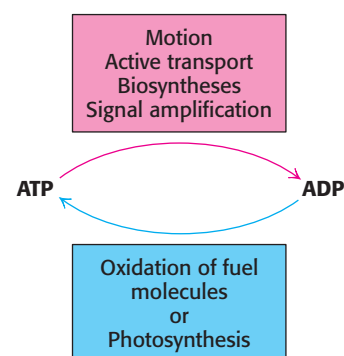 Motion
Active transport
Biosyntheses
Signal amplification
ATP
ADP
Oxidation of fuel
molecules
or
Photosynthesis